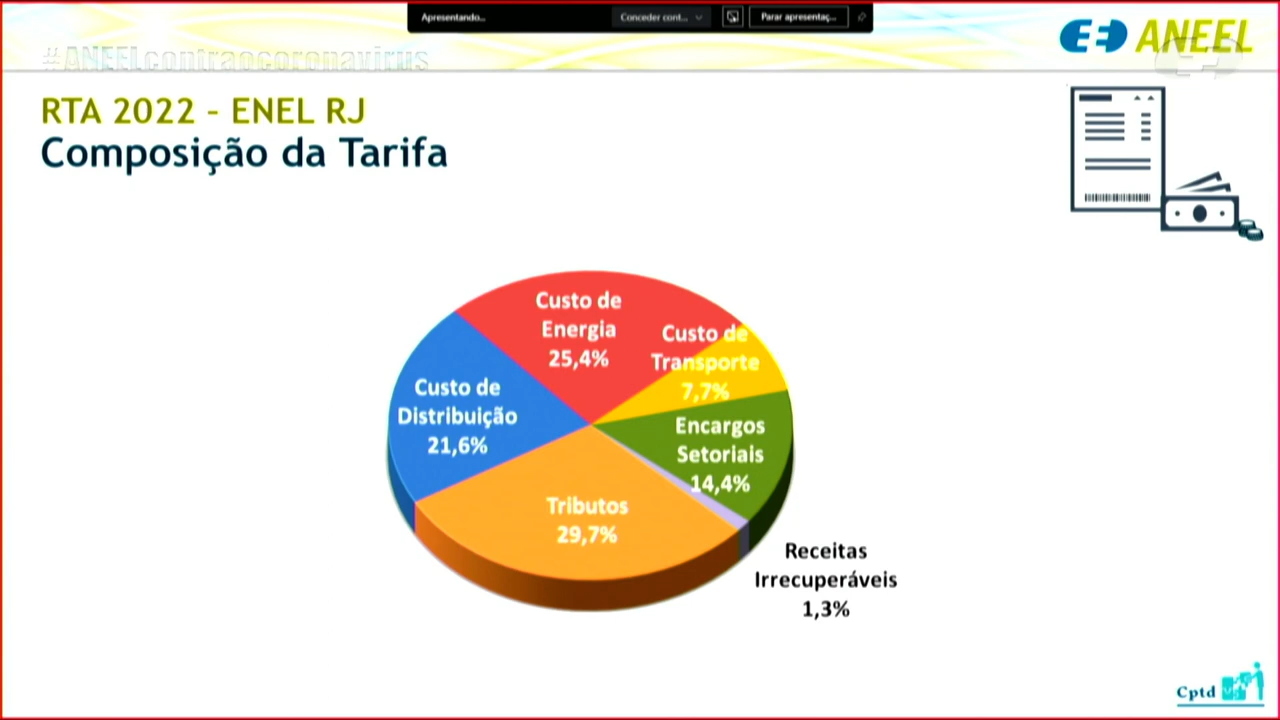 Apresentando...
Conceder cont...
Parar apresentaç...
#ANEELcontraocoronavirus
ANEEL
RTA 2022 – ENEL RJ
Composição da Tarifa
Custo de
Energia
25,4%
Custo de
Transporte
7,7%
Custo de
Distribuição
21,6%
Encargos
Setoriais
14,4%
Tributos
29,7%
Receitas
Irrecuperáveis
1,3%
Cptd